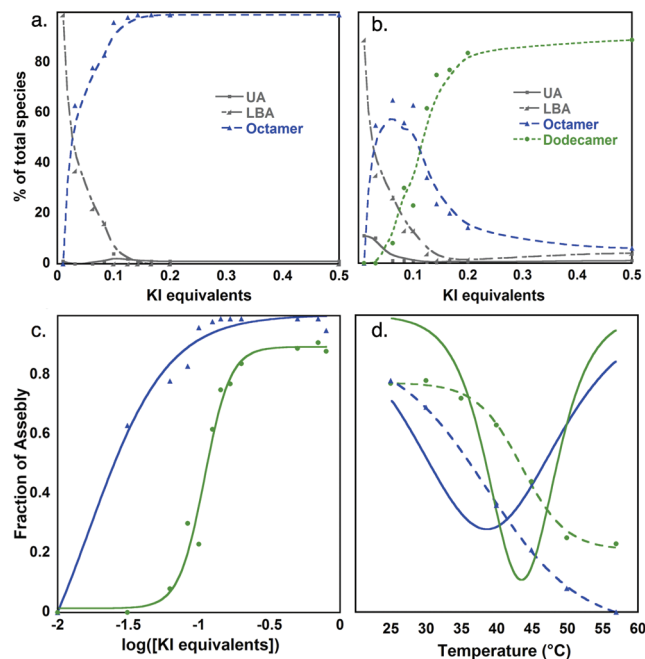 a.
b.
80
60
40
20
0
% of total species
UA
LBA
Octamer
UA
LBA
Octamer
Dodecamer
0 0.1 0.2 0.3 0.4 0.5
0.1 0.2 0.3 0.4 0.5
KI equivalents
KI equivalents
c.
d.
0.8
0.6
0.4
0.2
0
Fraction of Assebly
-2 -1.5 -1 -0.5 0
25 30 35 40 45 50 55 60
log([KI equivalents])
Temperature (°C)